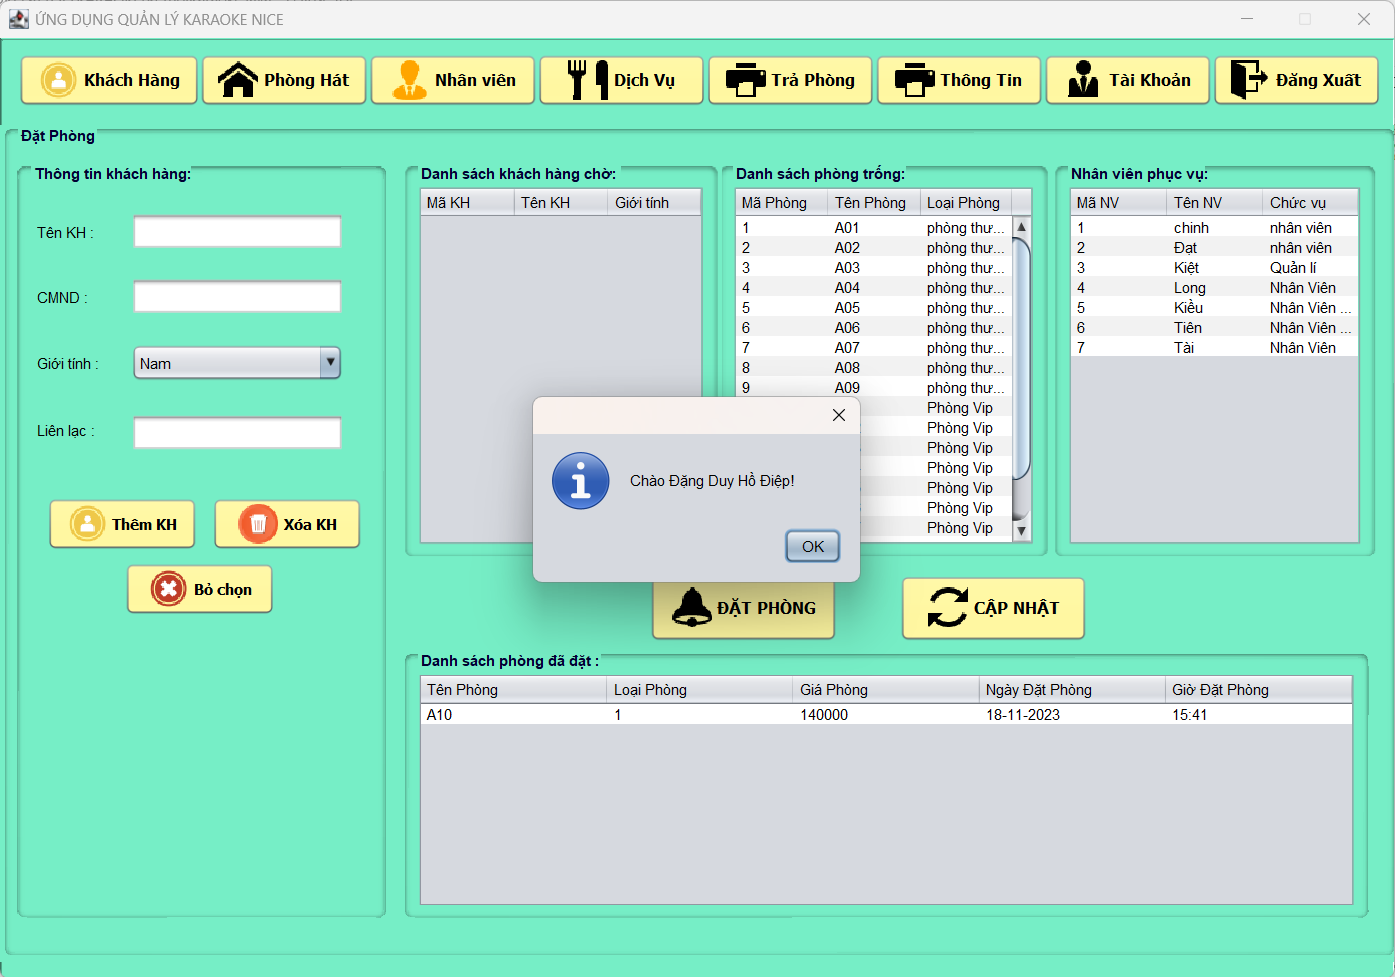 ỨNG DỤNG QUẢN LÝ KARAOKE NICE
Khách Hàng
Phòng Hát
Nhân viên
Dịch Vụ
Trả Phòng
Thông Tin
Tài Khoản
Đăng Xuất
Đặt Phòng
Thông tin khách hàng:
Tên KH :
CMND :
Giới tính :
Nam
Liên lạc :
Thêm KH
Xóa KH
Bỏ chọn
Danh sách khách hàng chờ:
Mã KH Tên KH Giới tính
Danh sách phòng trống:
Mã Phòng Tên Phòng Loại Phòng
1 A01 phòng thư...
2 A02 phòng thư...
3 A03 phòng thư...
4 A04 phòng thư...
5 A05 phòng thư...
6 A06 phòng thư...
7 A07 phòng thư...
8 A08 phòng thư...
9 A09 phòng thư...
Phòng Vip
Phòng Vip
Phòng Vip
Phòng Vip
Phòng Vip
Phòng Vip
Phòng Vip
Nhân viên phục vụ:
Mã NV Tên NV Chức vụ
1 chinh nhân viên
2 Đạt nhân viên
3 Kiệt Quản lí
4 Long Nhân Viên
5 Kiều Nhân Viên ...
6 Tiên Nhân Viên ...
7 Tài Nhân Viên
Chào Đặng Duy Hồ Điệp!
OK
ĐẶT PHÒNG
CẬP NHẬT
Danh sách phòng đã đặt :
Tên Phòng Loại Phòng Giá Phòng Ngày Đặt Phòng Giờ Đặt Phòng
A10 1 140000 18-11-2023 15:41